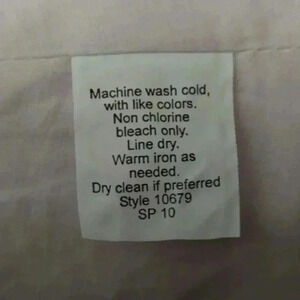 Machine wash cold,
with like colors.
Non chlorine
bleach only.
Line dry.
Warm iron as
needed.
Dry clean if preferred
Style 10679
SP 10